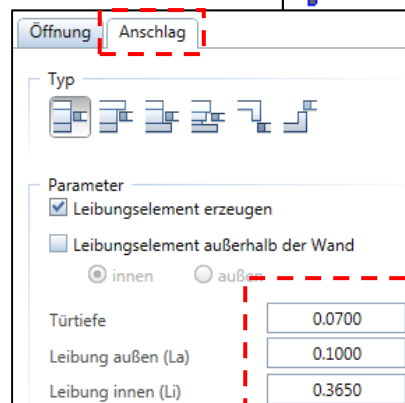 Öffnung Anschlag
Typ
Parameter
Leibungselement erzeugen
Leibungselement außerhalb der Wand
innen außen
Türtiefe 0.0700
Leibung außen (La) 0.1000
Leibung innen (Li) 0.3650